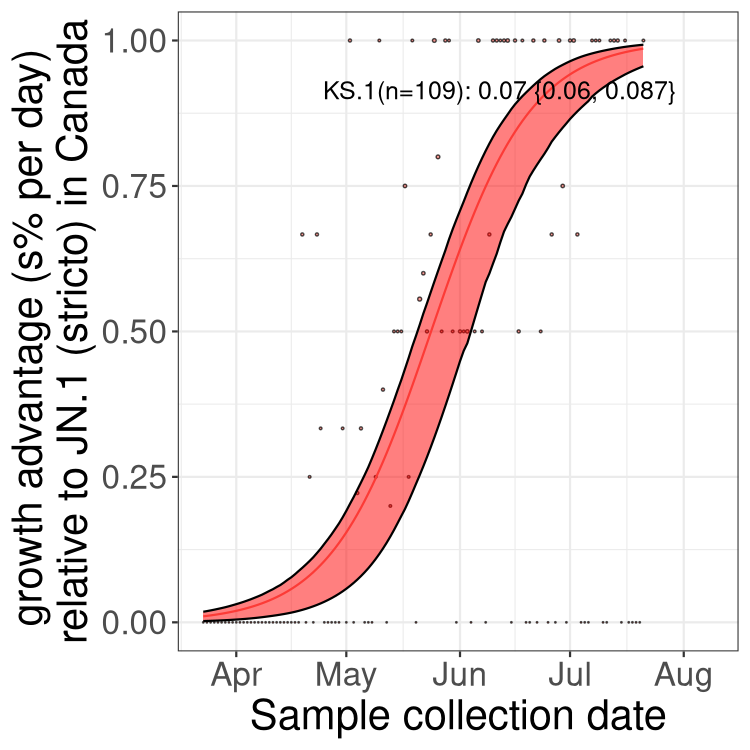 growth advantage (s% per day)
relative to JN.1 (stricto) in Canada
1.00
0.75
0.50
0.25
0.00
KS.1(n=109): 0.07 {0.06, 0.087}
Apr May Jun Jul Aug
Sample collection date